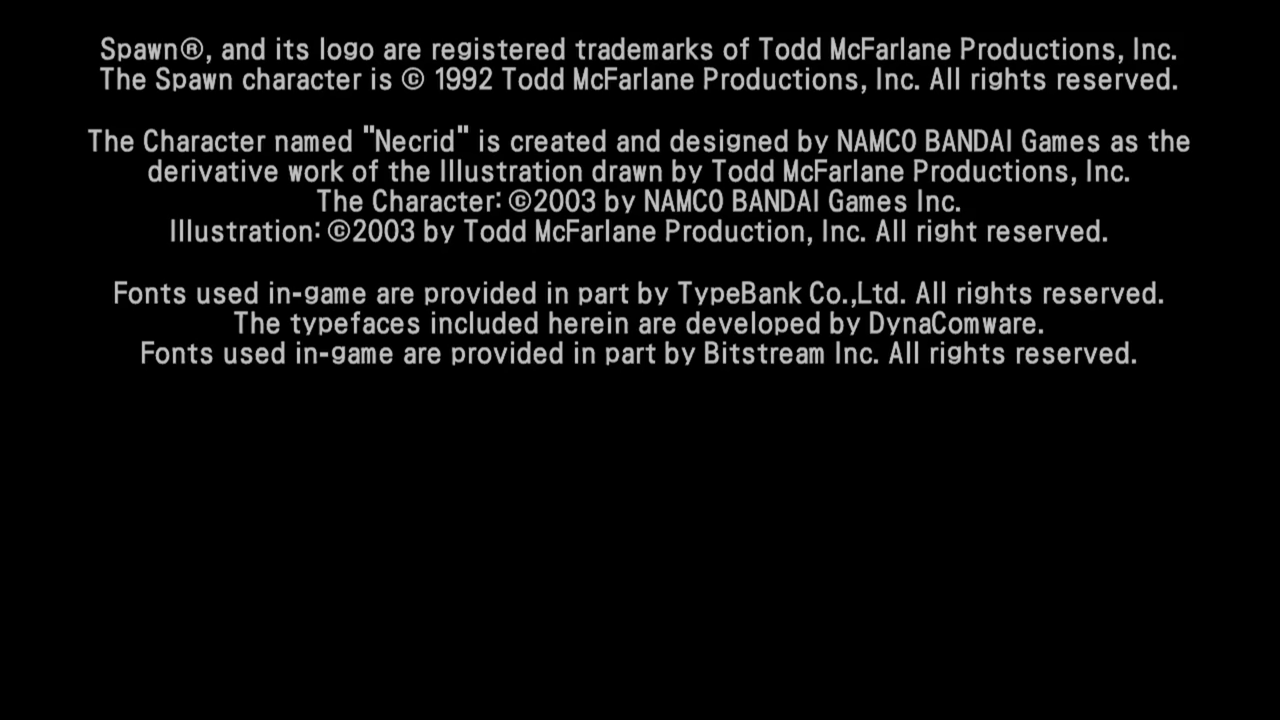 Spawn®, and its logo are registered trademarks of Todd McFarlane Productions, Inc.
The Spawn character is © 1992 Todd McFarlane Productions, Inc. All rights reserved.
The Character named "Necrid" is created and designed by NAMCO BANDAI Games as the
derivative work of the Illustration drawn by Todd McFarlane Productions, Inc.
The Character: ©2003 by NAMCO BANDAI Games Inc.
Illustration: ©2003 by Todd McFarlane Production, Inc. All right reserved.
Fonts used in-game are provided in part by TypeBank Co.,Ltd. All rights reserved.
The typefaces included herein are developed by DynaComware.
Fonts used in-game are provided in part by Bitstream Inc. All rights reserved.